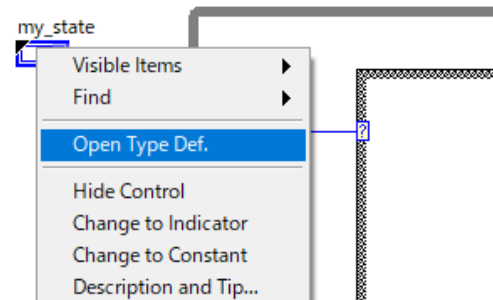 my_state
Visible Items
Find
Open Type Def.
?
Hide Control
Change to Indicator
Change to Constant
Description and Tip...